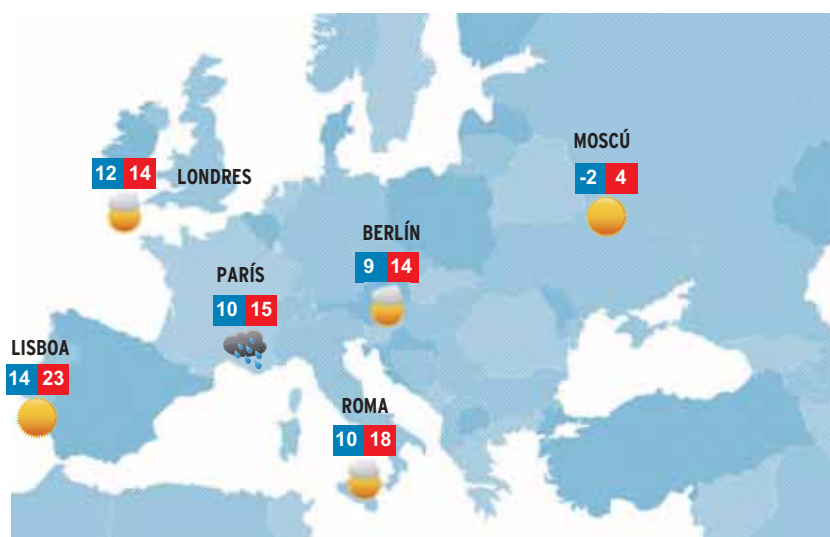 MOSCÚ
-2 4
12 14
LONDRES
BERLÍN
9 14
PARÍS
10 15
LISBOA
14 23
ROMA
10 18